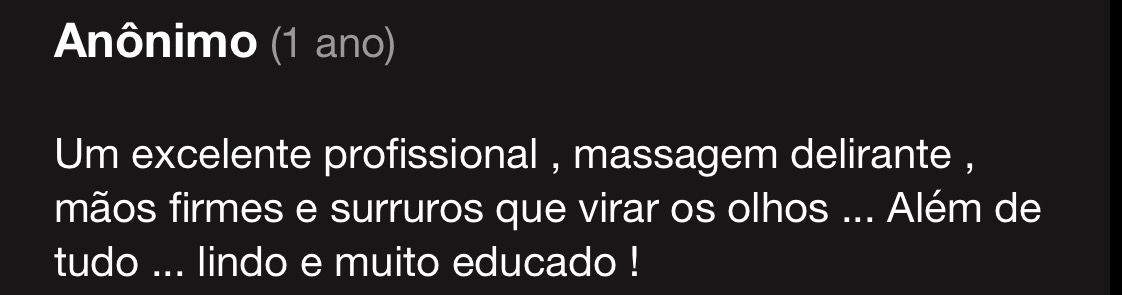 Anônimo (1 ano)
Um excelente profissional , massagem delirante ,
mãos firmes e surruros que virar os olhos ... Além de
tudo ... lindo e muito educado !